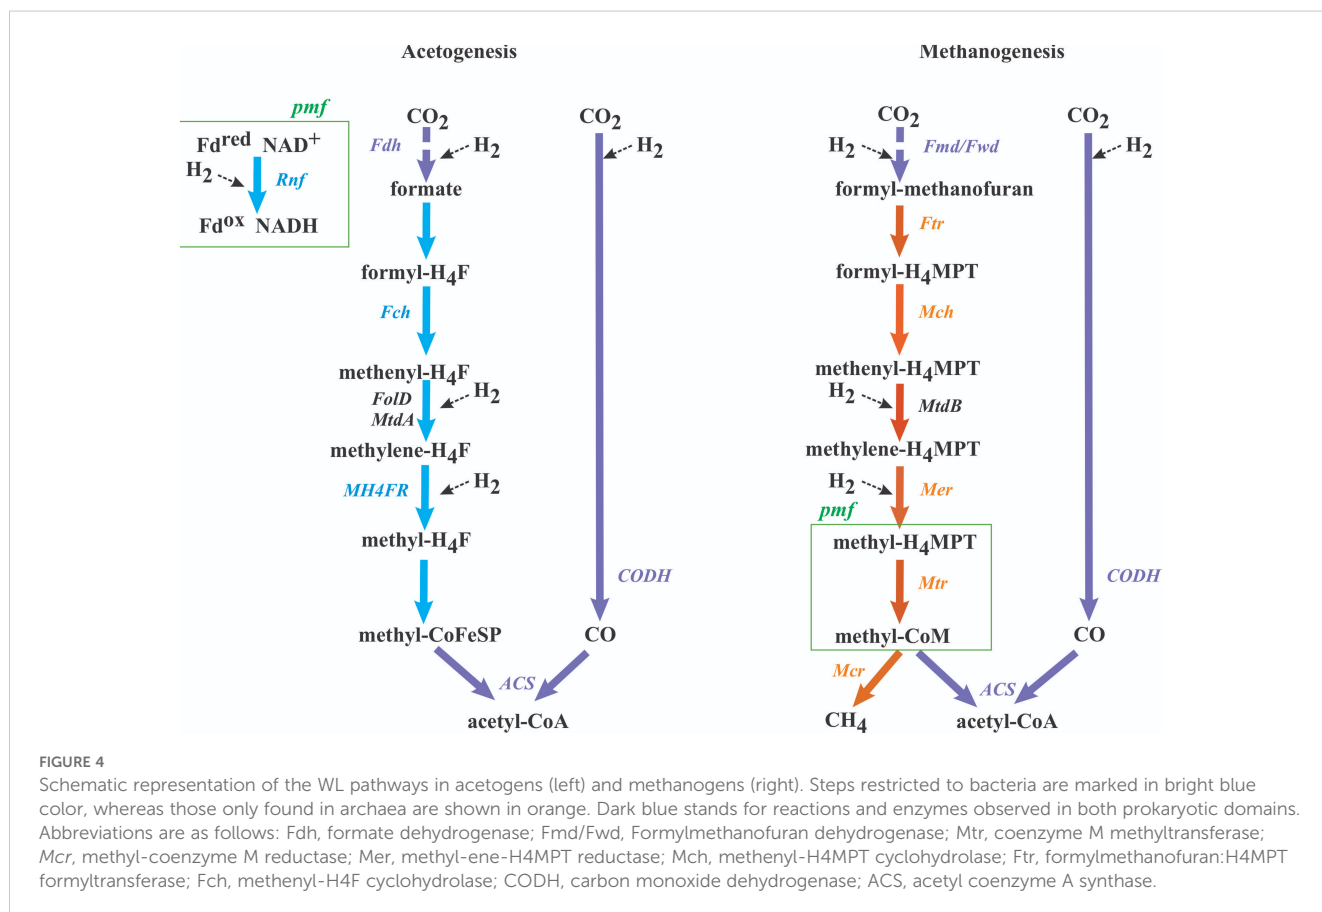 Acetogenesis
Methanogenesis
pmf
Fdred NAD+
H2
Rnf
Fdox NADH
CO2
Fdh
H2
formate
formyl-H4F
Fch
methenyl-H4F
FolD
MtdA
H2
methylene-H4F
MH4FR
H2
methyl-H4F
methyl-CoFeSP
CO2
H2
CODH
CO
ACS
acetyl-CoA
CO2
H2
Fmd/Fwd
formyl-methanofuran
Ftr
formyl-H4MPT
Mch
methenyl-H4MPT
H2
MtdB
methylene-H4MPT
H2
Mer
pmf
methyl-H4MPT
Mtr
methyl-CoM
Mcr
CH4
CO2
H2
CODH
CO
ACS
acetyl-CoA
FIGURE 4
Schematic representation of the WL pathways in acetogens (left) and methanogens (right). Steps restricted to bacteria are marked in bright blue
color, whereas those only found in archaea are shown in orange. Dark blue stands for reactions and enzymes observed in both prokaryotic domains.
Abbreviations are as follows: Fdh, formate dehydrogenase; Fmd/Fwd, Formylmethanofuran dehydrogenase; Mtr, coenzyme M methyltransferase;
Mcr, methyl-coenzyme M reductase; Mer, methyl-ene-H4MPT reductase; Mch, methenyl-H4MPT cyclohydrolase; Ftr, formylmethanofuran:H4MPT
formyltransferase; Fch, methenyl-H4F cyclohydrolase; CODH, carbon monoxide dehydrogenase; ACS, acetyl coenzyme A synthase.